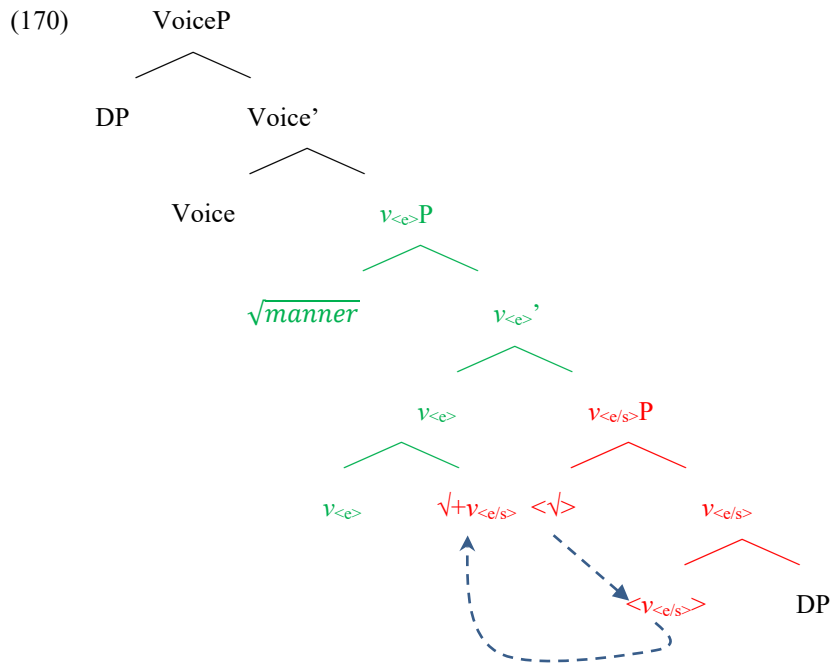 (170) VoiceP
DP Voice’
Voice v<e>P
√manner v<e>’
v<e> v<e/s>P
v<e> √+v<e/s> <√> v<e/s>
<v<e/s>> DP